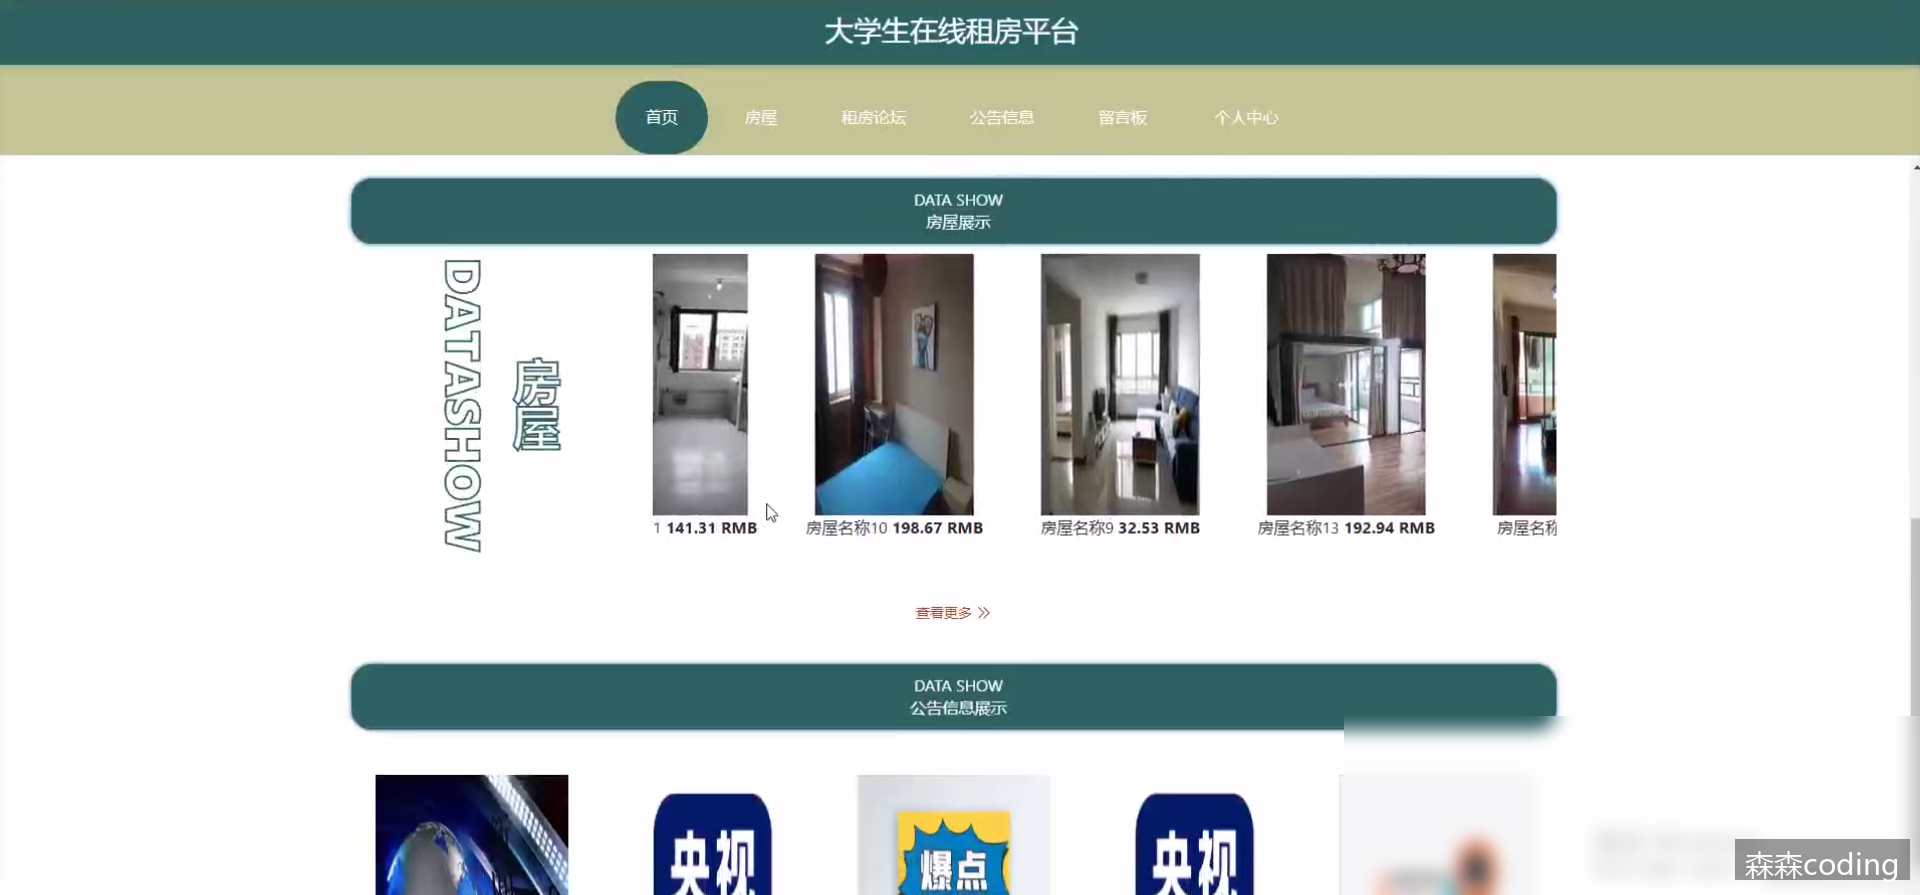 大学生在线租房平台
首页 房屋 租房论坛 公告信息 留言板 个人中心
DATA SHOW
房屋展示
DATASHOW
房屋
1 141.31 RMB 房屋名称10 198.67 RMB 房屋名称9 32.53 RMB 房屋名称13 192.94 RMB 房屋名称
查看更多 >>
DATA SHOW
公告信息展示
央视 爆点 央视
森森coding